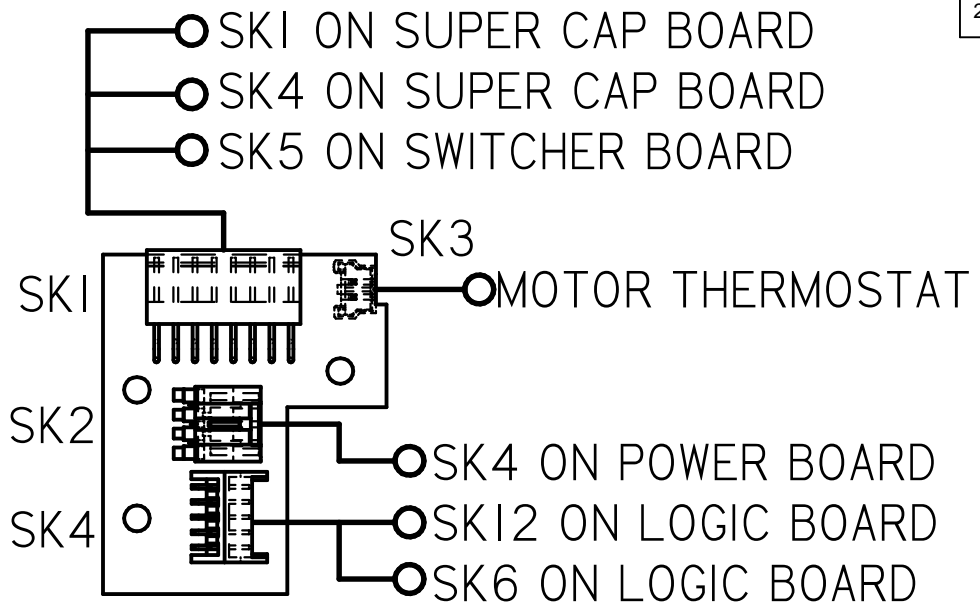 SK1 ON SUPER CAP BOARD
2
SK4 ON SUPER CAP BOARD
SK5 ON SWITCHER BOARD
SK3
SK1
MOTOR THERMOSTAT
SK2
SK4 ON POWER BOARD
SK4
SK12 ON LOGIC BOARD
SK6 ON LOGIC BOARD